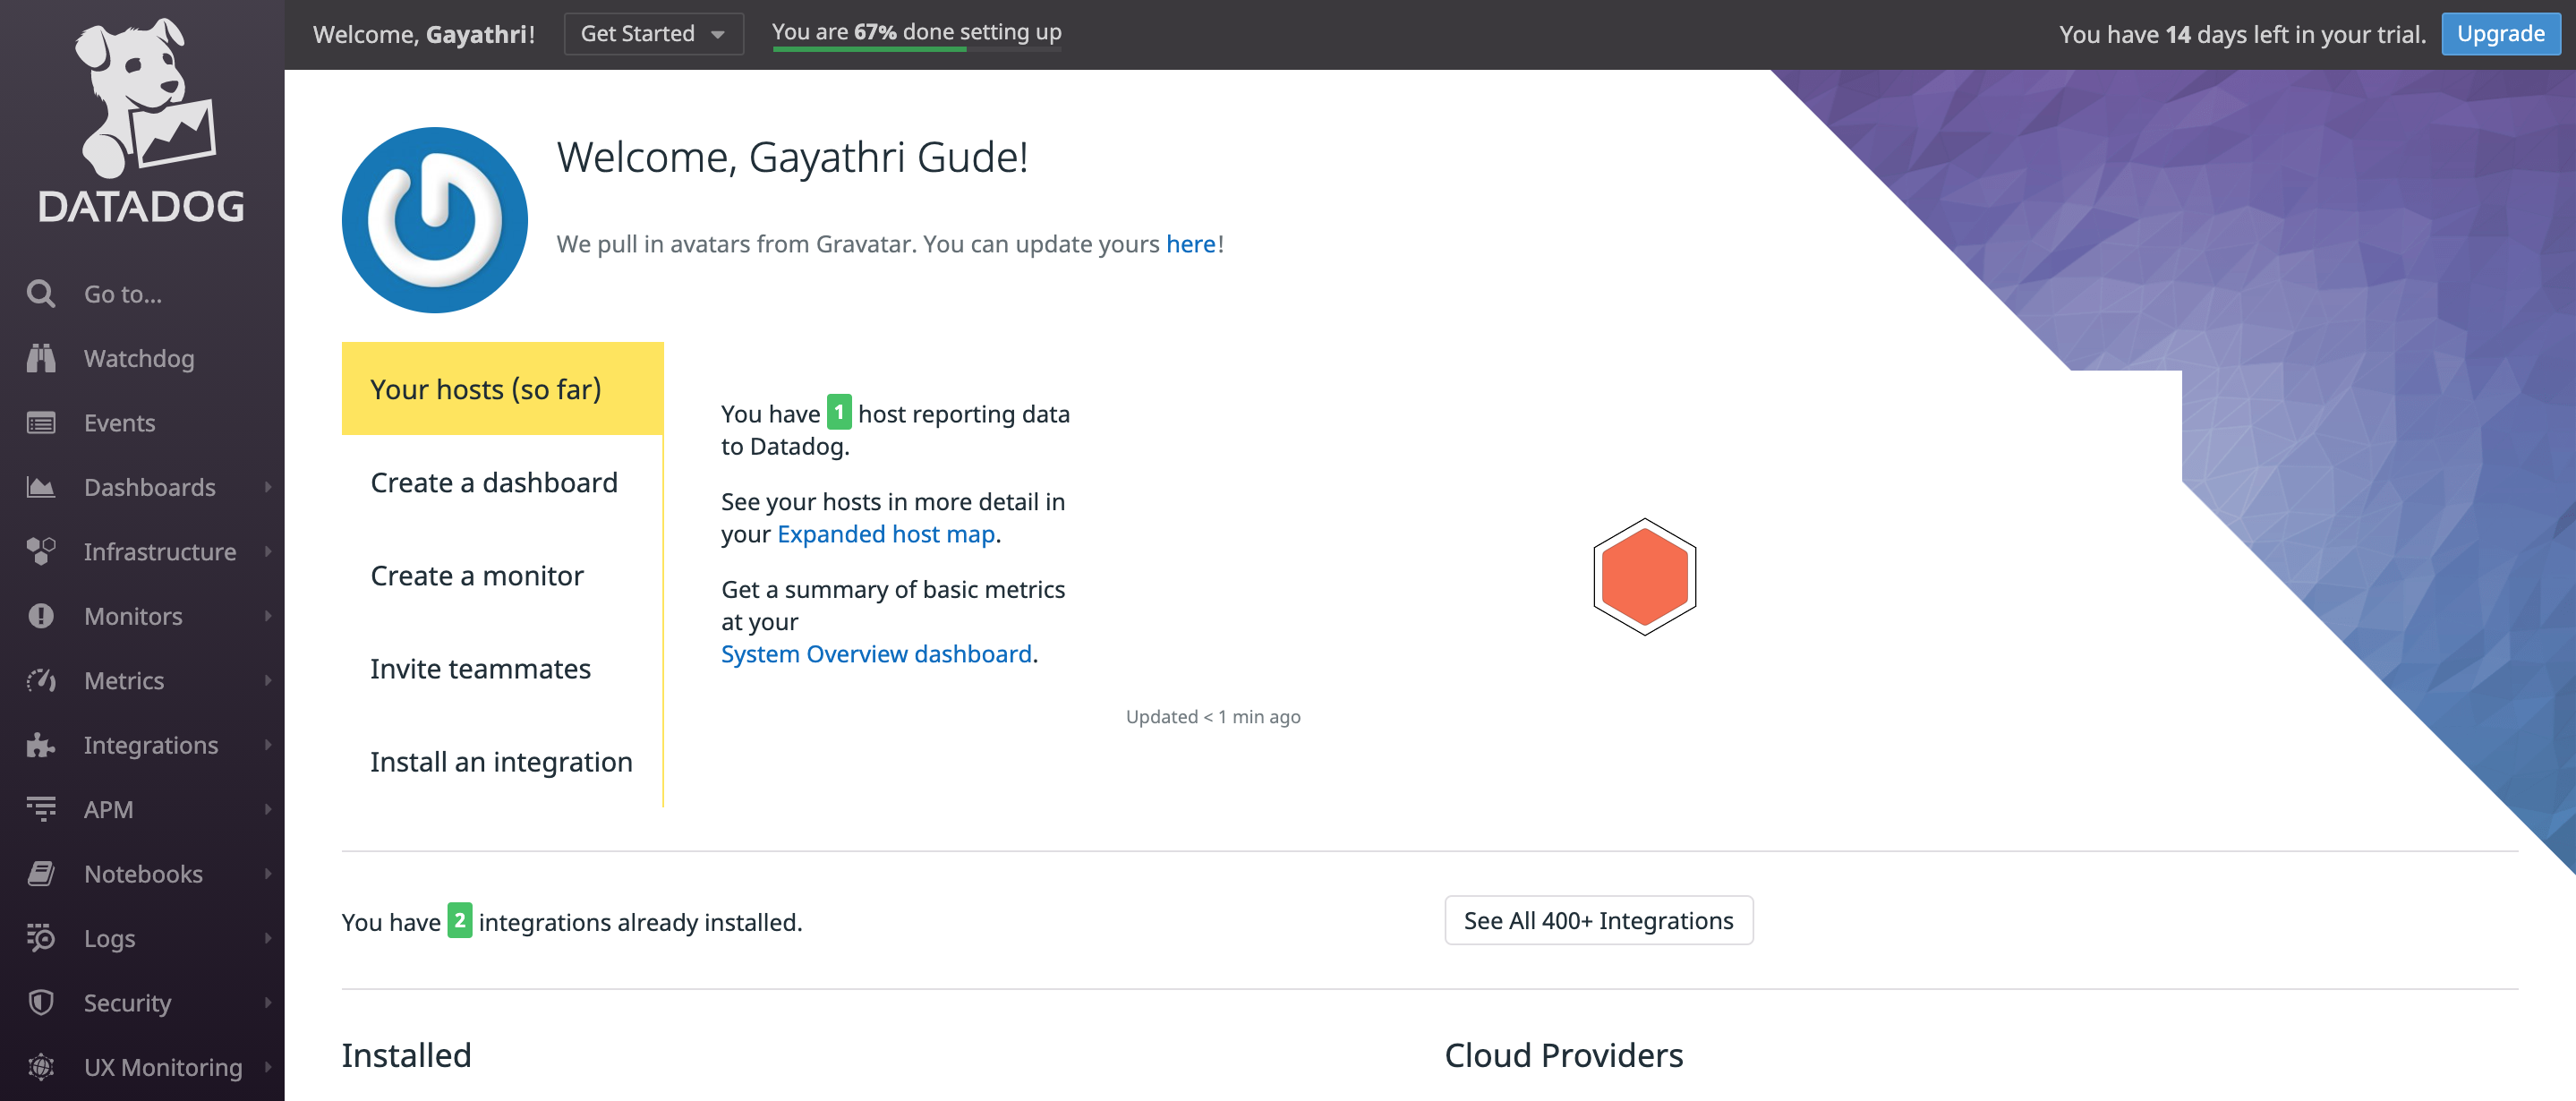 Welcome, Gayathri!
Get Started
You are 67% done setting up
You have 14 days left in your trial.
Upgrade
DATADOG
Go to...
Watchdog
Events
Dashboards
Infrastructure
Monitors
Metrics
Integrations
APM
Notebooks
Logs
Security
UX Monitoring
Welcome, Gayathri Gude!
We pull in avatars from Gravatar. You can update yours here!
Your hosts (so far)
Create a dashboard
Create a monitor
Invite teammates
Install an integration
You have 1 host reporting data
to Datadog.
See your hosts in more detail in
your Expanded host map.
Get a summary of basic metrics
at your
System Overview dashboard.
Updated < 1 min ago
You have 2 integrations already installed.
See All 400+ Integrations
Installed
Cloud Providers